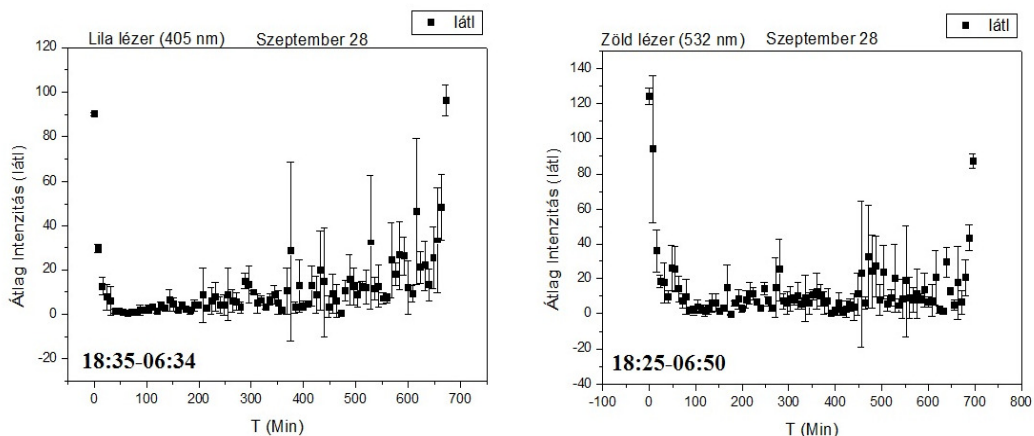 látl
Lila lézer (405 nm) Szeptember 28
120
100
80
60
40
20
0
-20
Átlag Intenzitás (látl)
18:35-06:34
0 100 200 300 400 500 600 700
T (Min)
látl
Zöld lézer (532 nm) Szeptember 28
140
120
100
80
60
40
20
0
-20
-40
Átlag Intenzitás (látl)
18:25-06:50
-100 0 100 200 300 400 500 600 700 800
T (Min)